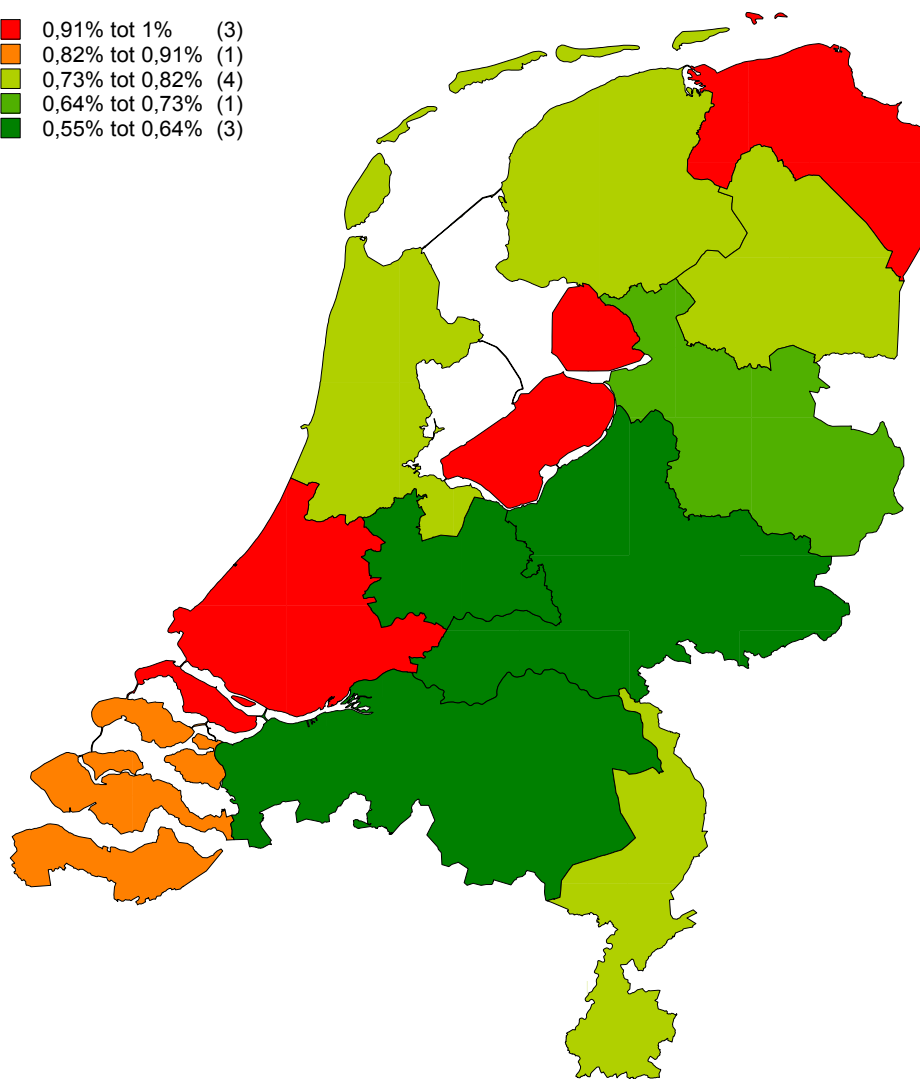 0,91% tot 1% (3)
0,82% tot 0,91% (1)
0,73% tot 0,82% (4)
0,64% tot 0,73% (1)
0,55% tot 0,64% (3)